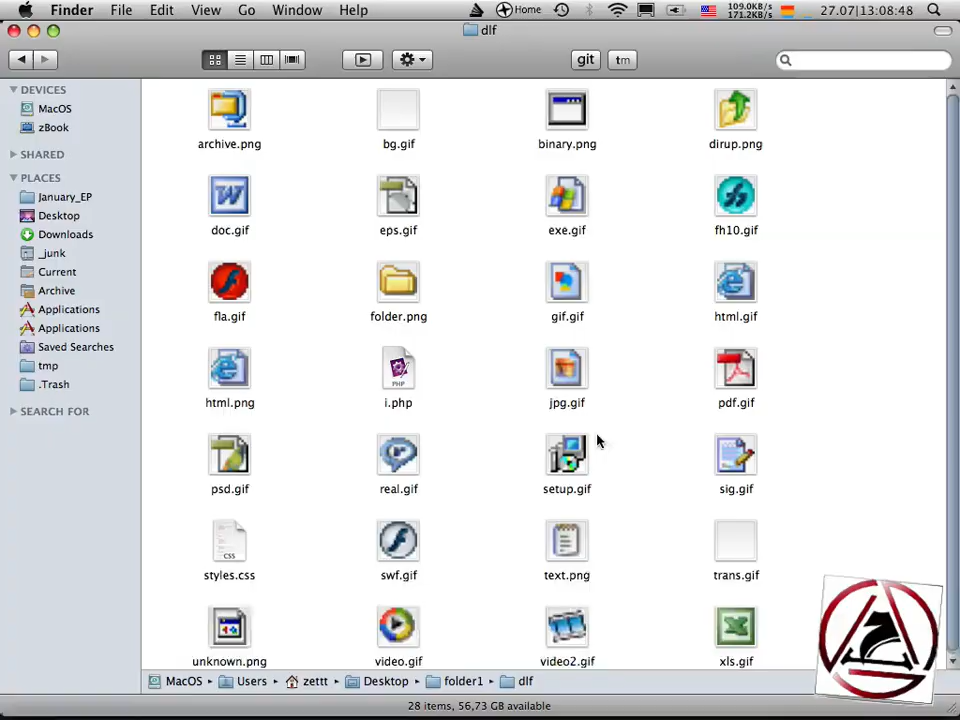 Finder File Edit View Go Window Help Home 109.0KB/s 171.2KB/s 27.07|13:08:48
dlf
git tm
DEVICES
MacOS
zBook
SHARED
PLACES
January_EP
Desktop
Downloads
_junk
Current
Archive
Applications
Applications
Saved Searches
tmp
.Trash
SEARCH FOR
archive.png bg.gif binary.png dirup.png
doc.gif eps.gif exe.gif fh10.gif
fla.gif folder.png gif.gif html.gif
PHP
html.png i.php jpg.gif pdf.gif
psd.gif real.gif setup.gif sig.gif
CSS
styles.css swf.gif text.png trans.gif
unknown.png video.gif video2.gif xls.gif
MacOS Users zettt Desktop folder1 dlf
28 items, 56,73 GB available